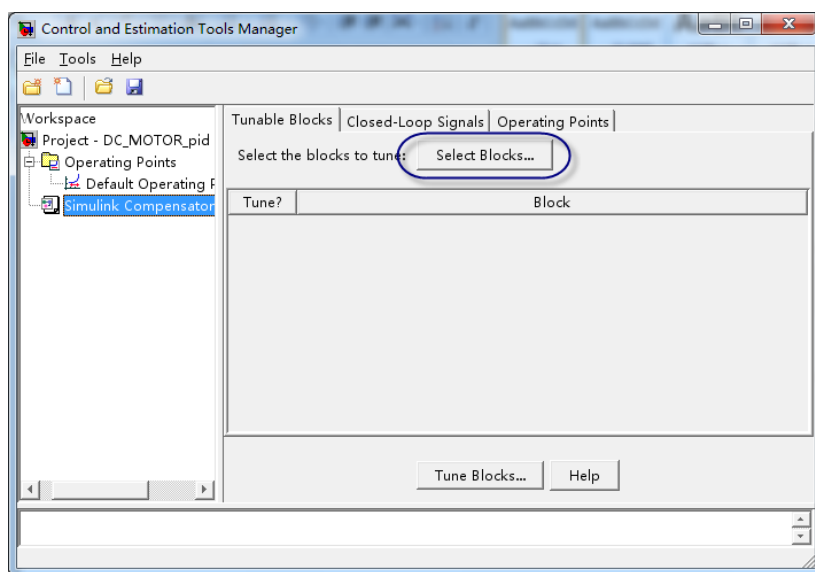 Control and Estimation Tools Manager
File Tools Help
Workspace
Project - DC_MOTOR_pid
Operating Points
Default Operating P
Simulink Compensator
Tunable Blocks Closed-Loop Signals Operating Points
Select the blocks to tune: Select Blocks...
Tune? Block
Tune Blocks... Help